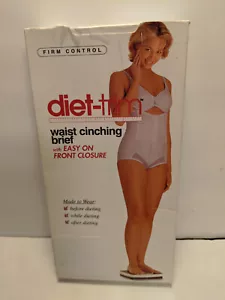 FIRM CONTROL
diet-trim™
waist cinching
brief
with EASY ON
FRONT CLOSURE
Made to Wear:
before dieting
while dieting
after dieting